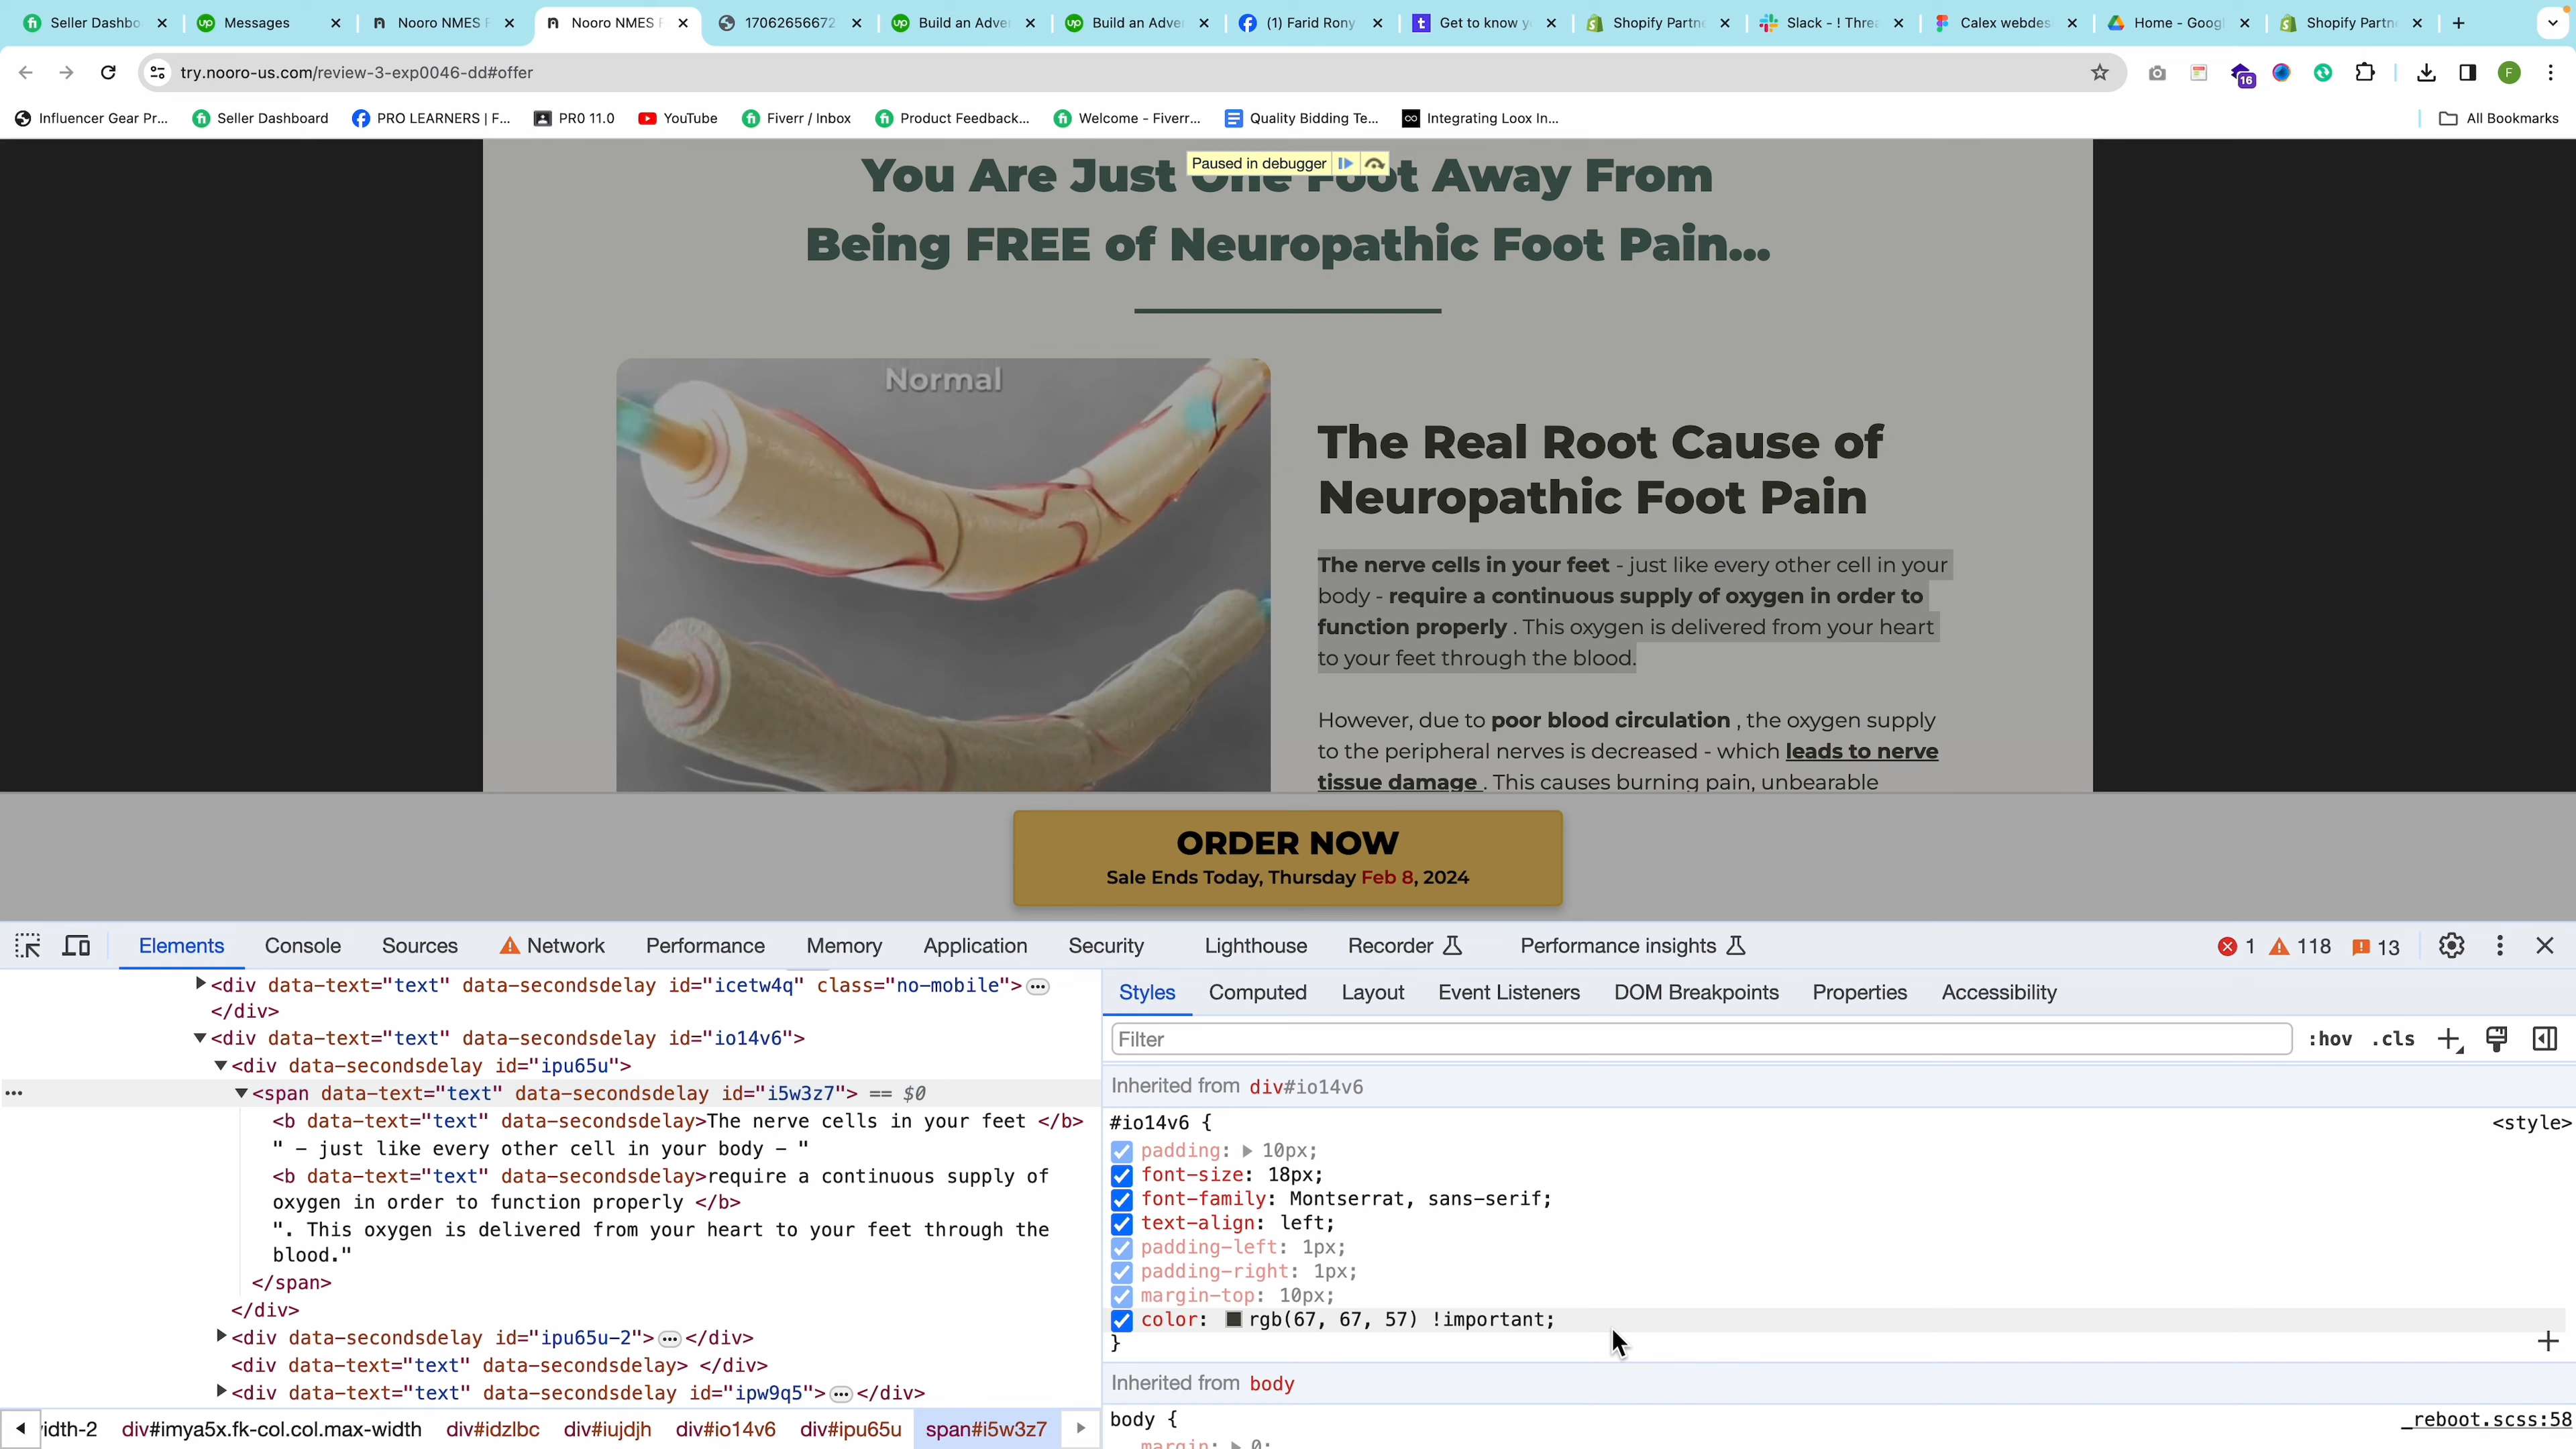 Seller Dashbo
Messages
Nooro NMES F
Nooro NMES F
17062656672
Build an Adve
Build an Adve
(1) Farid Rony
Get to know y
Shopify Partn
Slack - ! Threa
Calex webdes
Home - Googl
Shopify Partn
try.nooro-us.com/review-3-exp0046-dd#offer
16
F
Influencer Gear Pr...
Seller Dashboard
PRO LEARNERS | F...
PR0 11.0
YouTube
Fiverr / Inbox
Product Feedback...
Welcome - Fiverr...
Quality Bidding Te...
Integrating Loox In...
All Bookmarks
Paused in debugger
You Are Just One Foot Away From
Being FREE of Neuropathic Foot Pain...
Normal
The Real Root Cause of
Neuropathic Foot Pain
The nerve cells in your feet - just like every other cell in your
body - require a continuous supply of oxygen in order to
function properly . This oxygen is delivered from your heart
to your feet through the blood.
However, due to poor blood circulation , the oxygen supply
to the peripheral nerves is decreased - which leads to nerve
tissue damage . This causes burning pain, unbearable
ORDER NOW
Sale Ends Today, Thursday Feb 8, 2024
Elements
Console
Sources
Network
Performance
Memory
Application
Security
Lighthouse
Recorder
Performance insights
1
118
13
<div data-text="text" data-secondsdelay id="icetw4q" class="no-mobile">
</div>
<div data-text="text" data-secondsdelay id="io14v6">
<div data-secondsdelay id="ipu65u">
<span data-text="text" data-secondsdelay id="i5w3z7"> == $0
<b data-text="text" data-secondsdelay>The nerve cells in your feet </b>
" – just like every other cell in your body – "
<b data-text="text" data-secondsdelay>require a continuous supply of
oxygen in order to function properly </b>
". This oxygen is delivered from your heart to your feet through the
blood."
</span>
</div>
<div data-secondsdelay id="ipu65u-2">…</div>
<div data-text="text" data-secondsdelay> </div>
<div data-text="text" data-secondsdelay id="ipw9q5">…</div>
idth-2
div#imya5x.fk-col.col.max-width
div#idzlbc
div#iujdjh
div#io14v6
div#ipu65u
span#i5w3z7
Styles
Computed
Layout
Event Listeners
DOM Breakpoints
Properties
Accessibility
Filter
:hov
.cls
Inherited from div#io14v6
#io14v6 {
<style>
padding: 10px;
font-size: 18px;
font-family: Montserrat, sans-serif;
text-align: left;
padding-left: 1px;
padding-right: 1px;
margin-top: 10px;
color: rgb(67, 67, 57) !important;
}
Inherited from body
body {
_reboot.scss:58
margin: 0;